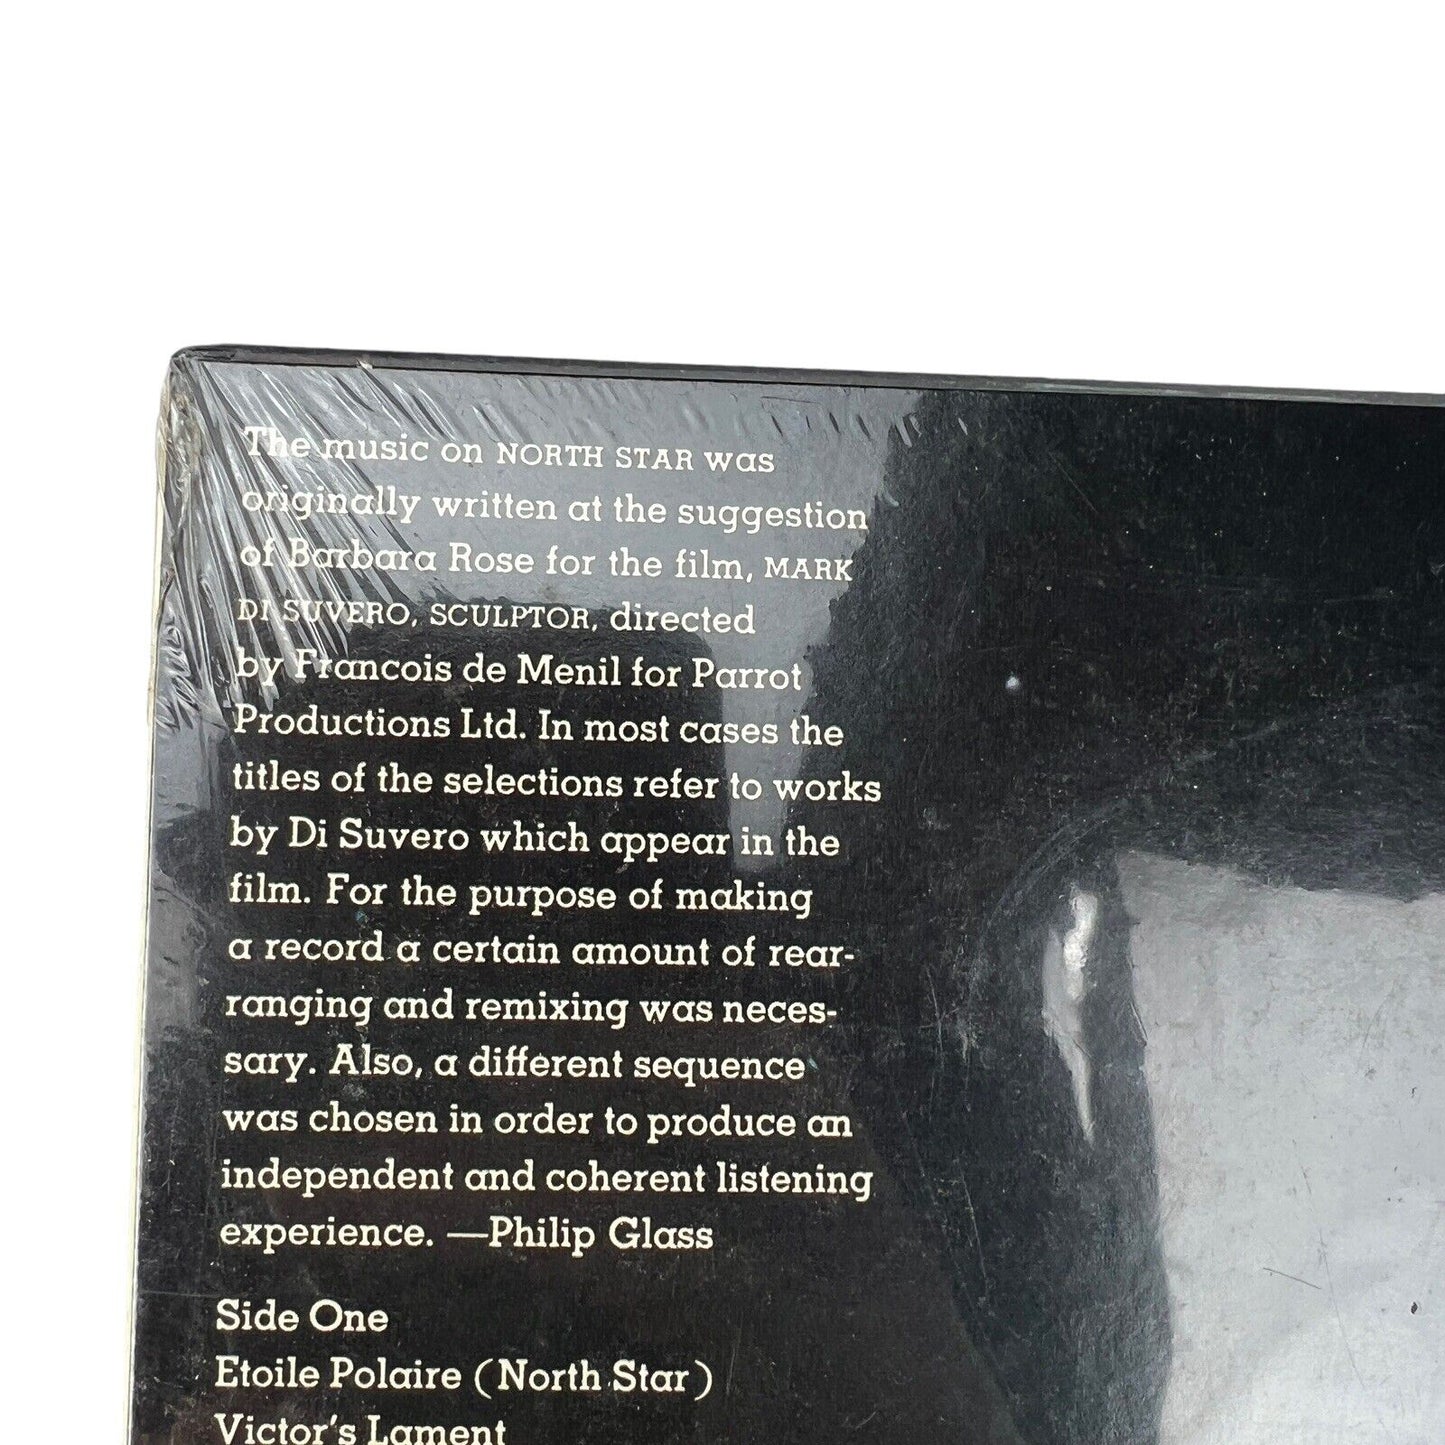 The music on NORTH STAR was
originally written at the suggestion
of Barbara Rose for the film, MARK
DI SUVERO, SCULPTOR, directed
by Francois de Menil for Parrot
Productions Ltd. In most cases the
titles of the selections refer to works
by Di Suvero which appear in the
film. For the purpose of making
a record a certain amount of rear-
ranging and remixing was neces-
sary. Also, a different sequence
was chosen in order to produce an
independent and coherent listening
experience. —Philip Glass
Side One
Etoile Polaire (North Star)
Victor's Lament